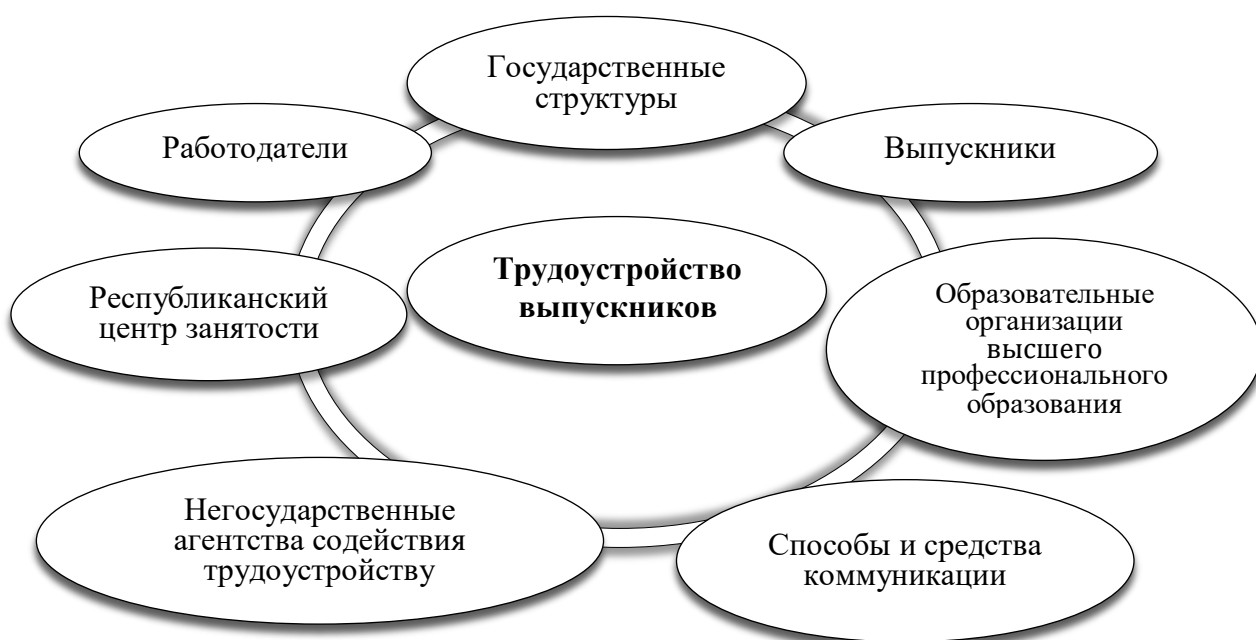 Государственные
структуры
Работодатели
Выпускники
Трудоустройство
выпускников
Республиканский
центр занятости
Образовательные
организации
высшего
профессионального
образования
Негосударственные
агентства содействия
трудоустройству
Способы и средства
коммуникации